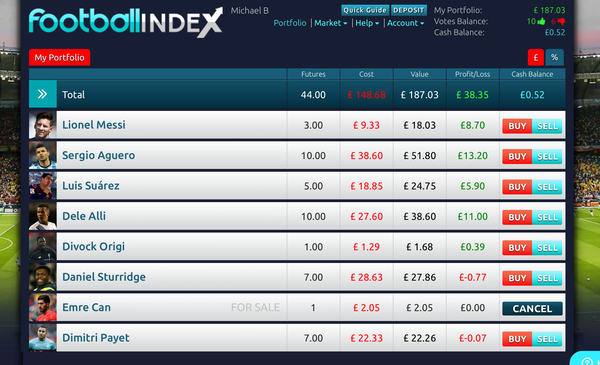 footballINDEX
Michael B
Quick Guide DEPOSIT
Portfolio | Market | Help | Account
My Portfolio: £ 187.03
Votes Balance: 10 6
Cash Balance: £0.52
My Portfolio £ %
Futures Cost Value Profit/Loss Cash Balance
Total 44.00 £ 148.68 £ 187.03 £ 38.35 £0.52
Lionel Messi 3.00 £ 9.33 £ 18.03 £8.70 BUY SELL
Sergio Aguero 10.00 £ 38.60 £ 51.80 £13.20 BUY SELL
Luis Suárez 5.00 £ 18.85 £ 24.75 £5.90 BUY SELL
Dele Alli 10.00 £ 27.60 £ 38.60 £11.00 BUY SELL
Divock Origi 1.00 £ 1.29 £ 1.68 £0.39 BUY SELL
Daniel Sturridge 7.00 £ 28.63 £ 27.86 £-0.77 BUY SELL
Emre Can FOR SALE 1 £ 2.05 £ 2.05 £0.00 CANCEL
Dimitri Payet 7.00 £ 22.33 £ 22.26 £-0.07 BUY SELL